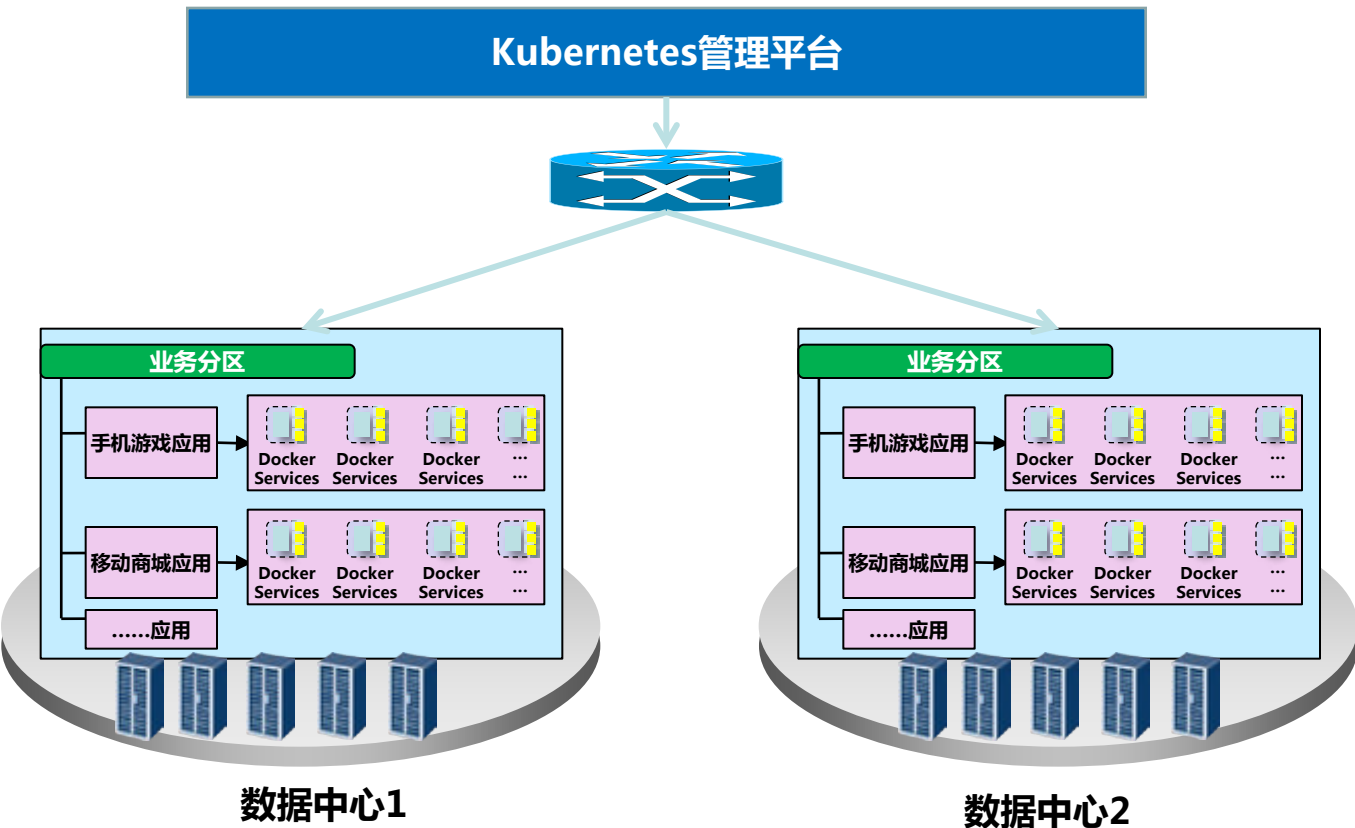 Kubernetes管理平台
业务分区
手机游戏应用
Docker Docker Docker ...
Services Services Services ...
移动商城应用
Docker Docker Docker ...
Services Services Services ...
......应用
数据中心1
业务分区
手机游戏应用
Docker Docker Docker ...
Services Services Services ...
移动商城应用
Docker Docker Docker ...
Services Services Services ...
......应用
数据中心2